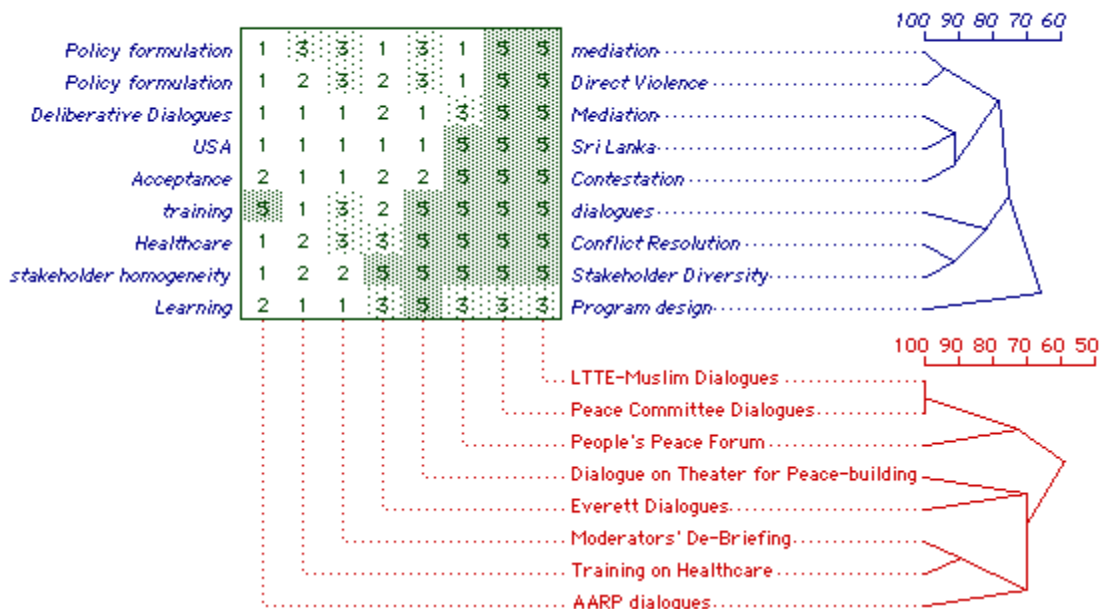 100 90 80 70 60
Policy formulation 1 3 3 1 3 1 5 5 mediation
Policy formulation 1 2 3 2 3 1 5 5 Direct Violence
Deliberative Dialogues 1 1 1 2 1 3 5 5 Mediation
USA 1 1 1 1 1 5 5 5 Sri Lanka
Acceptance 2 1 1 2 2 5 5 5 Contestation
training 5 1 3 2 5 5 5 5 dialogues
Healthcare 1 2 3 3 5 5 5 5 Conflict Resolution
stakeholder homogeneity 1 2 2 5 5 5 5 5 Stakeholder Diversity
Learning 2 1 1 3 5 3 3 3 Program design
100 90 80 70 60 50
LTTE-Muslim Dialogues
Peace Committee Dialogues
People's Peace Forum
Dialogue on Theater for Peace-building
Everett Dialogues
Moderators' De-Briefing
Training on Healthcare
AARP dialogues